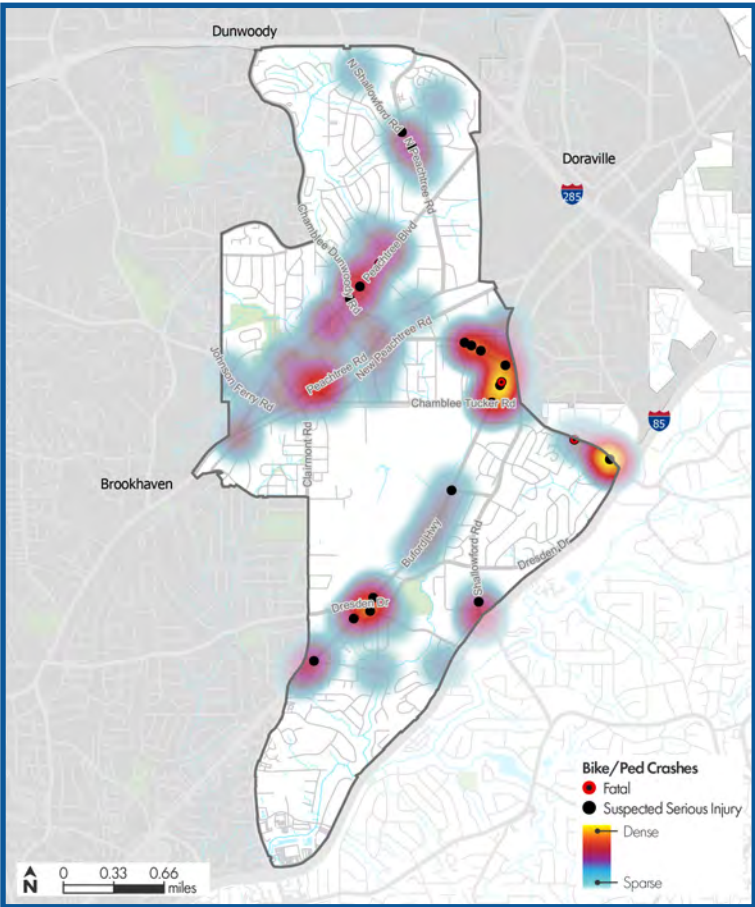 Dunwoody
N Shallowford Rd
N Peachtree Rd
Doraville
285
Chamblee Dunwoody Rd
Peachtree Blvd
Peachtree Rd
New Peachtree Rd
Johnson Ferry Rd
Chamblee Tucker Rd
85
Clairmont Rd
Brookhaven
Buford Hwy
Shallowford Rd
Dresden Dr
Dresden Dr
Bike/Ped Crashes
Fatal
Suspected Serious Injury
Dense
Sparse
N
0 0.33 0.66
miles